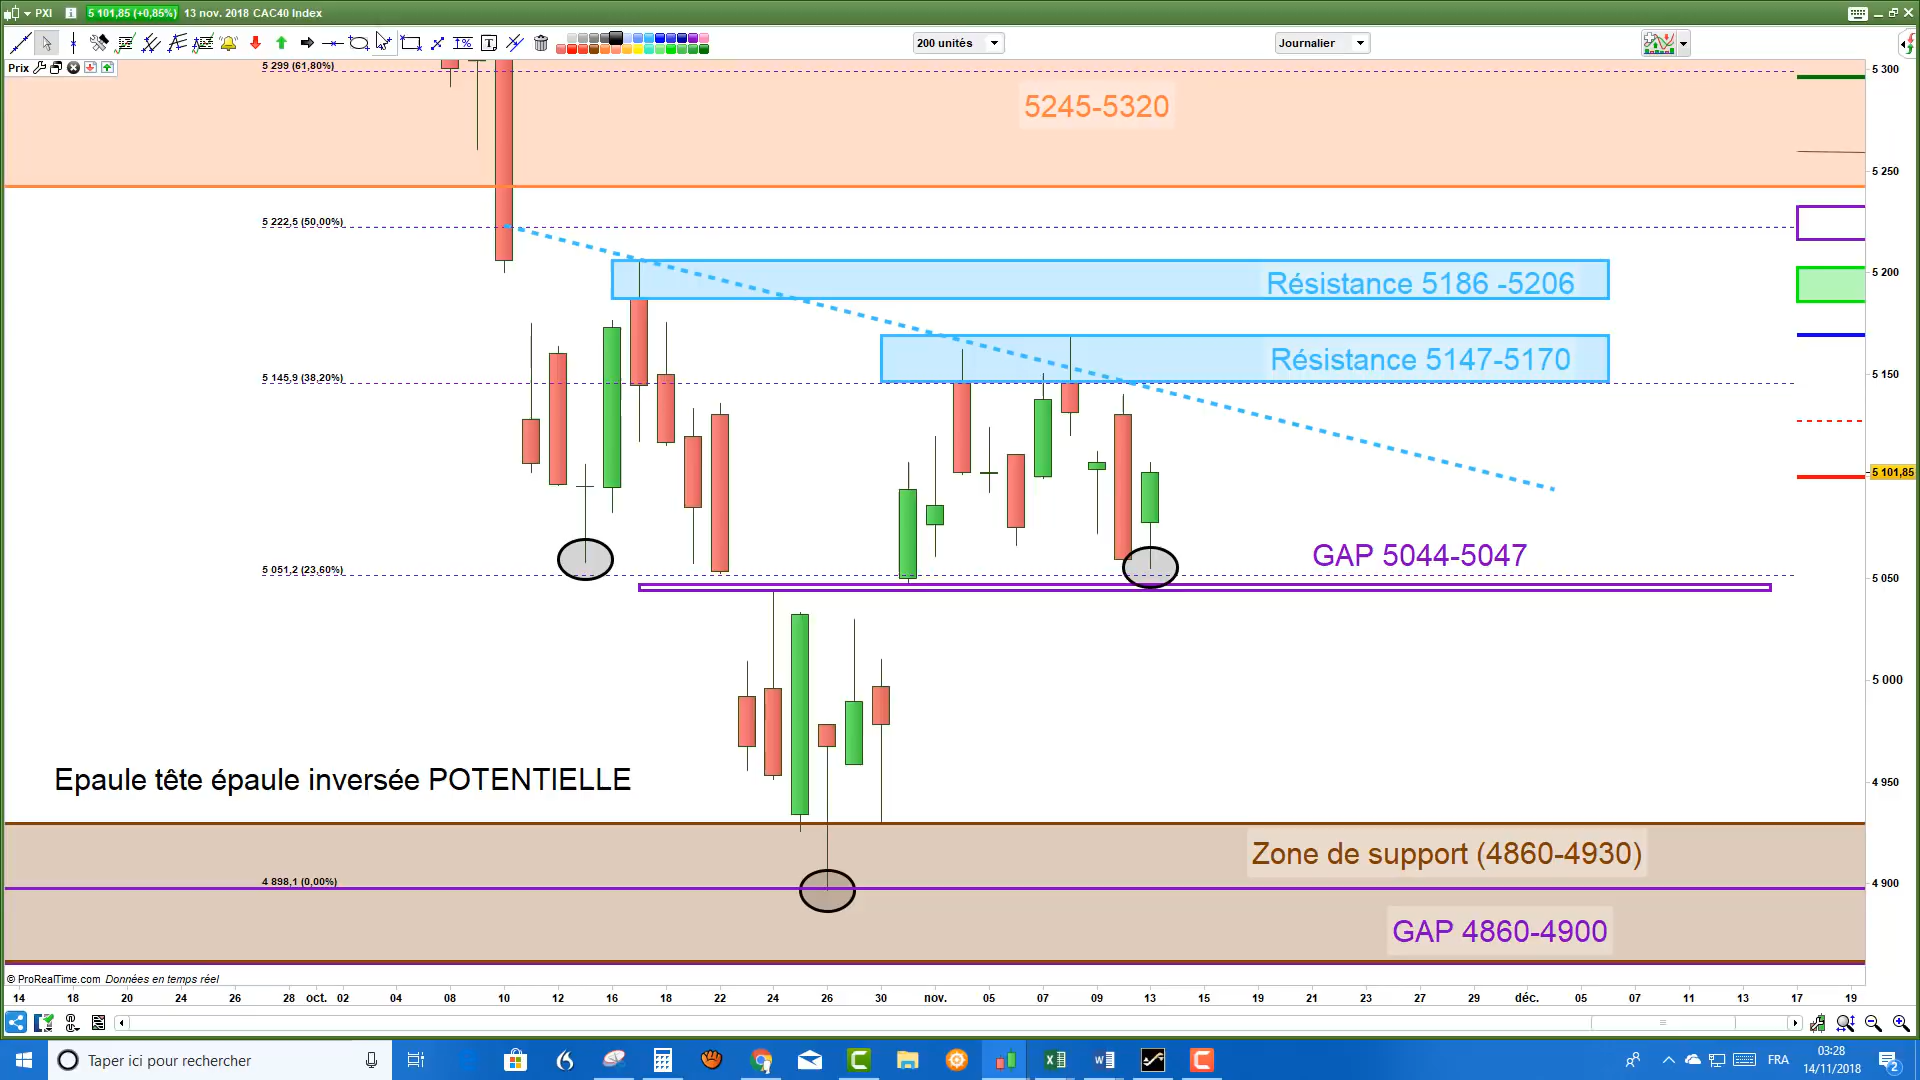 PXI
5 101,85 (+0,85%) 13 nov. 2018 CAC40 Index
200 unités
Journalier
Prix
5 299 (61,80%)
5 300
5245-5320
5 250
5 222,5 (50,00%)
5 200
Résistance 5186 -5206
Résistance 5147-5170
5 145,9 (38,20%)
5 150
5 101,85
GAP 5044-5047
5 051,2 (23,60%)
5 050
5 000
Epaule tête épaule inversée POTENTIELLE
4 950
Zone de support (4860-4930)
4 898,1 (0,00%)
4 900
GAP 4860-4900
© ProRealTime.com Données en temps réel
14 18 20 24 26 28 oct. 02 04 08 10 12 16 18 22 24 26 30 nov. 05 07 09 13 15 19 21 23 27 29 déc. 05 07 11 13 17 19
Taper ici pour rechercher
FRA
03:28
14/11/2018
2